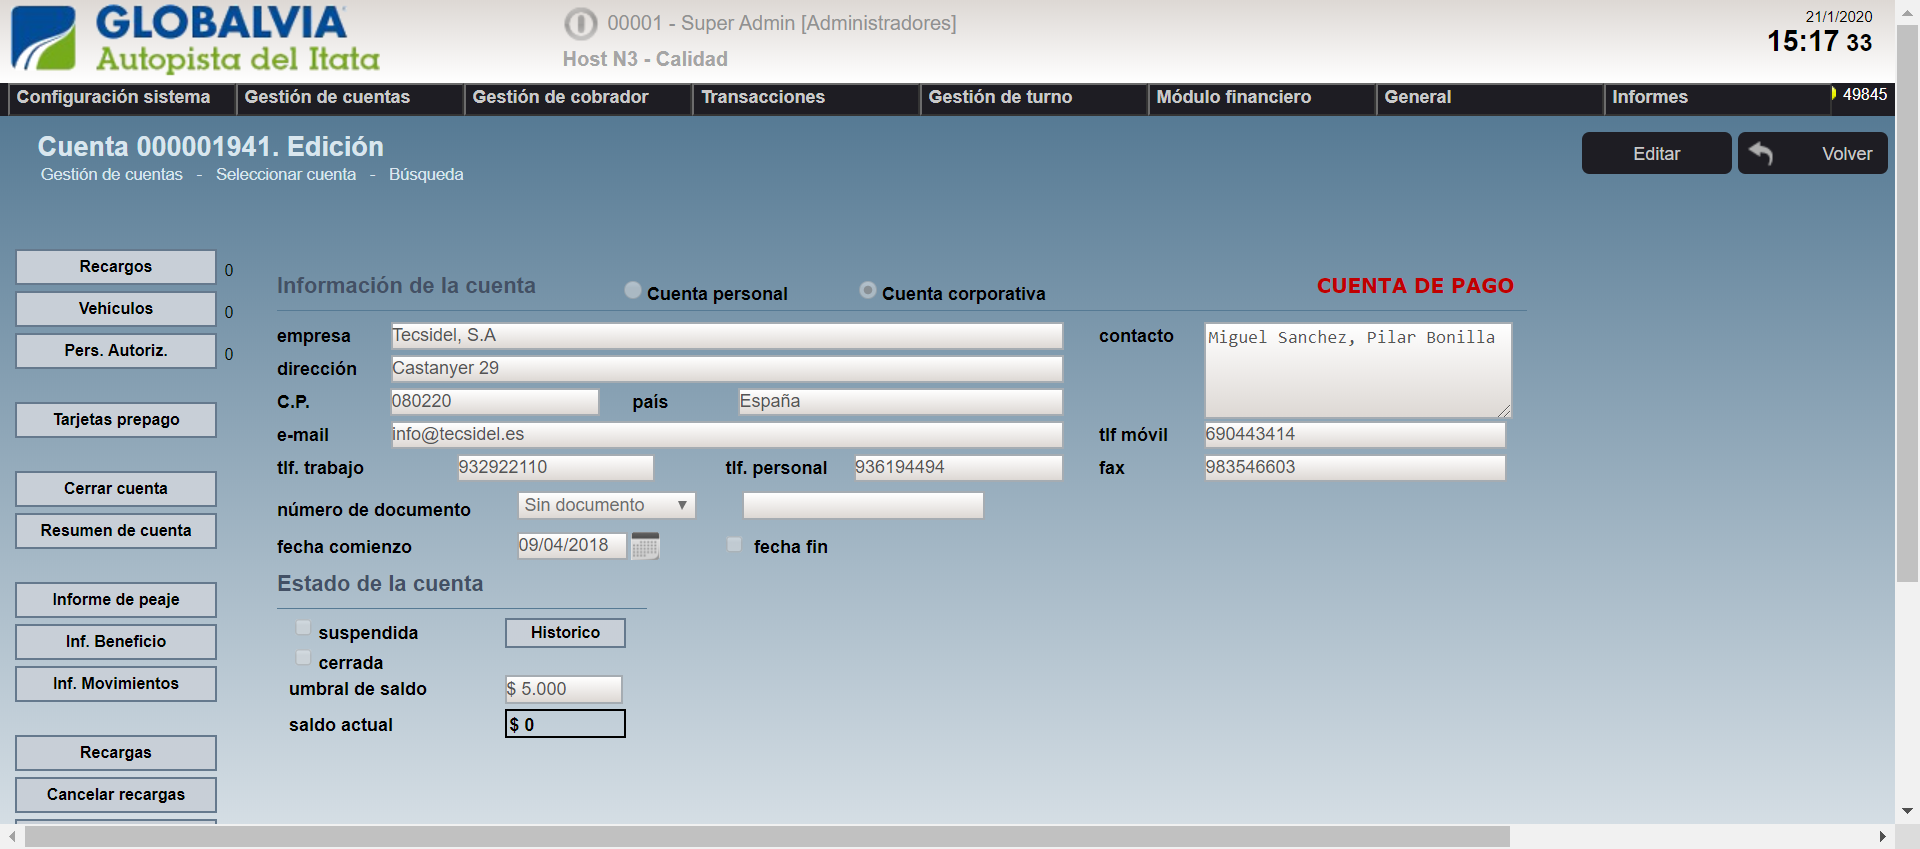 GLOBALVIA
Autopista del Itata
00001 - Super Admin [Administradores]
Host N3 - Calidad
21/1/2020
15:17 33
Configuración sistema
Gestión de cuentas
Gestión de cobrador
Transacciones
Gestión de turno
Módulo financiero
General
Informes
49845
Cuenta 000001941. Edición
Gestión de cuentas - Seleccionar cuenta - Búsqueda
Editar
Volver
Recargos 0
Vehículos 0
Pers. Autoriz. 0
Tarjetas prepago
Cerrar cuenta
Resumen de cuenta
Informe de peaje
Inf. Beneficio
Inf. Movimientos
Recargas
Cancelar recargas
Información de la cuenta
Cuenta personal
Cuenta corporativa
CUENTA DE PAGO
empresa Tecsidel, S.A
contacto Miguel Sanchez, Pilar Bonilla
dirección Castanyer 29
C.P. 080220 país España
e-mail info@tecsidel.es
tlf móvil 690443414
tlf. trabajo 932922110 tlf. personal 936194494
fax 983546603
número de documento Sin documento
fecha comienzo 09/04/2018 fecha fin
Estado de la cuenta
suspendida Historico
cerrada
umbral de saldo $ 5.000
saldo actual $ 0